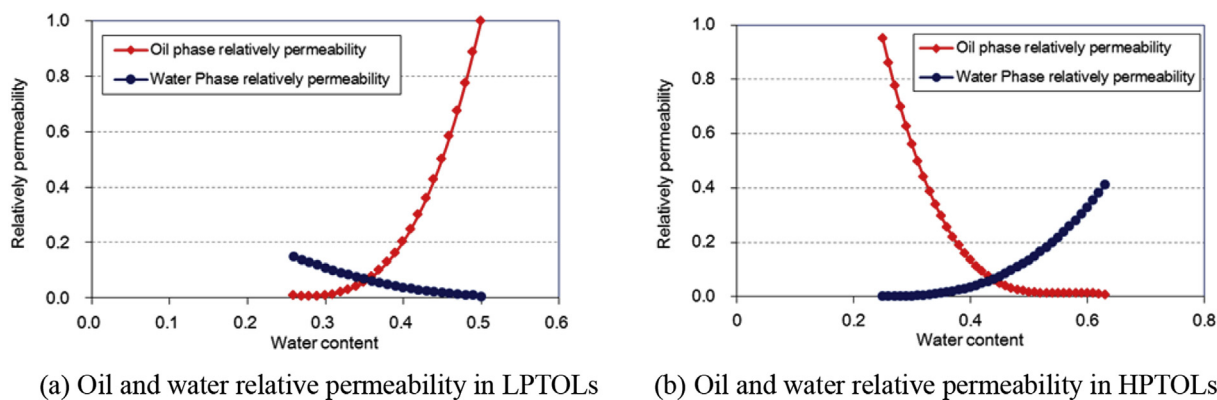 1.0
0.8
0.6
0.4
0.2
0.0
Relatively permeability
Oil phase relatively permeability
Water Phase relatively permeability
0.0 0.1 0.2 0.3 0.4 0.5 0.6
Water content
(a) Oil and water relative permeability in LPTOLs
1.0
0.8
0.6
0.4
0.2
0.0
Relatively permeability
Oil phase relatively permeability
Water Phase relatively permeability
0 0.2 0.4 0.6 0.8
Water content
(b) Oil and water relative permeability in HPTOLs